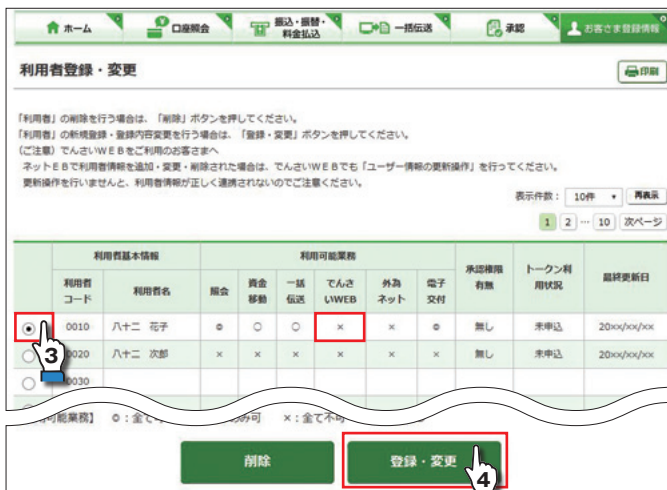 ホーム
口座照会
振込・振替・
料金払込
一括伝送
承認
お客さま登録情報
利用者登録・変更
印刷
「利用者」の削除を行う場合は、「削除」ボタンを押してください。
「利用者」の新規登録・登録内容変更を行う場合は、「登録・変更」ボタンを押してください。
(ご注意)でんさいWEBをご利用のお客さまへ
ネットEBで利用者情報を追加・変更・削除された場合は、でんさいWEBでも「ユーザー情報の更新操作」を行ってください。
更新操作を行いませんと、利用者情報が正しく連携されないのでご注意ください。
表示件数: 10件 再表示
1 2 … 10 次ページ
利用者基本情報 利用可能業務 承認権限有無 トークン利用状況 最終更新日
利用者コード 利用者名 照会 資金移動 一括伝送 でんさいWEB 外為ネット 電子交付
0010 八十二 花子 ◎ ○ ○ × × ◎ 無し 未申込 20xx/xx/xx
0020 八十二 次郎 × × × × × × 無し 未申込 20xx/xx/xx
3
0030
可能業務】 ◎:全て み可 ×:全て不可
削除
登録・変更
4